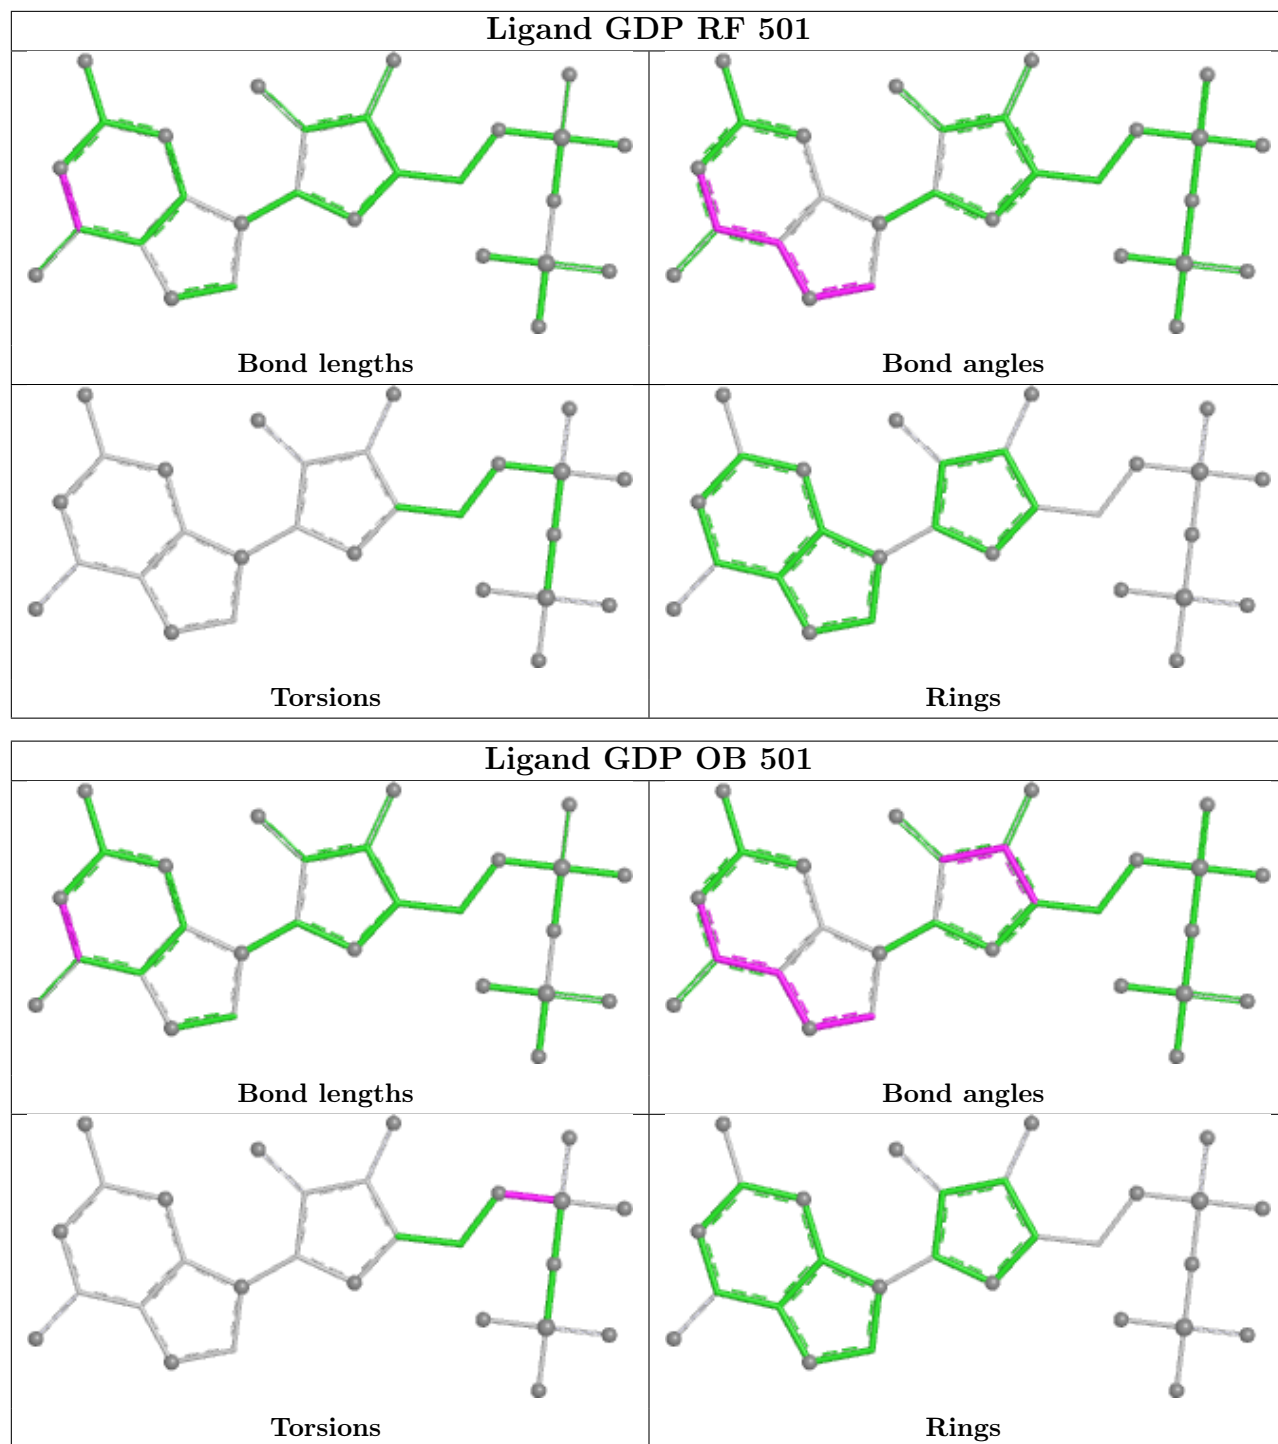 Ligand GDP RF 501
Bond lengths
Bond angles
Torsions
Rings
Ligand GDP OB 501
Bond lengths
Bond angles
Torsions
Rings